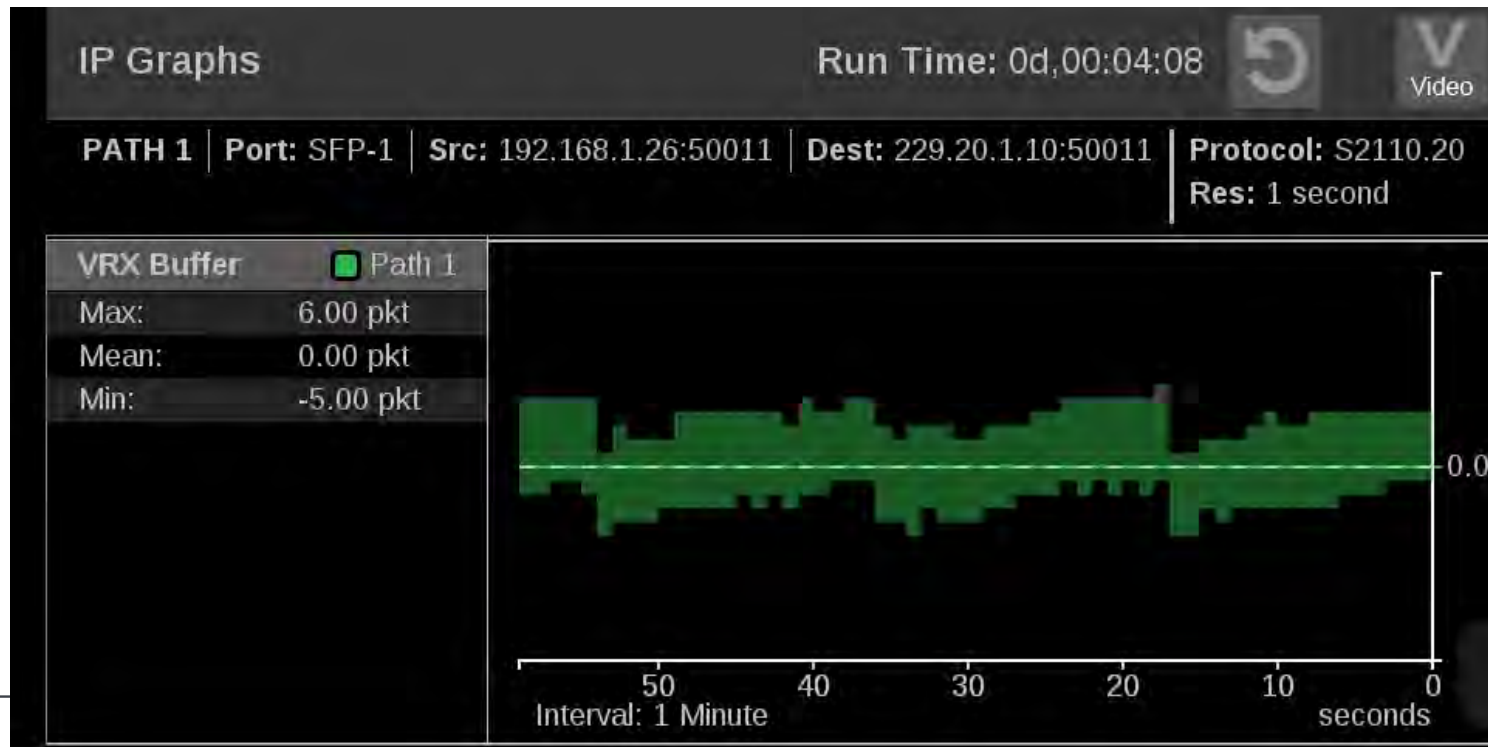 IP Graphs
Run Time: 0d,00:04:08
V
Video
PATH 1 | Port: SFP-1 | Src: 192.168.1.26:50011 | Dest: 229.20.1.10:50011 | Protocol: S2110.20
Res: 1 second
VRX Buffer Path 1
Max: 6.00 pkt
Mean: 0.00 pkt
Min: -5.00 pkt
0.0
50 40 30 20 10 0
Interval: 1 Minute seconds